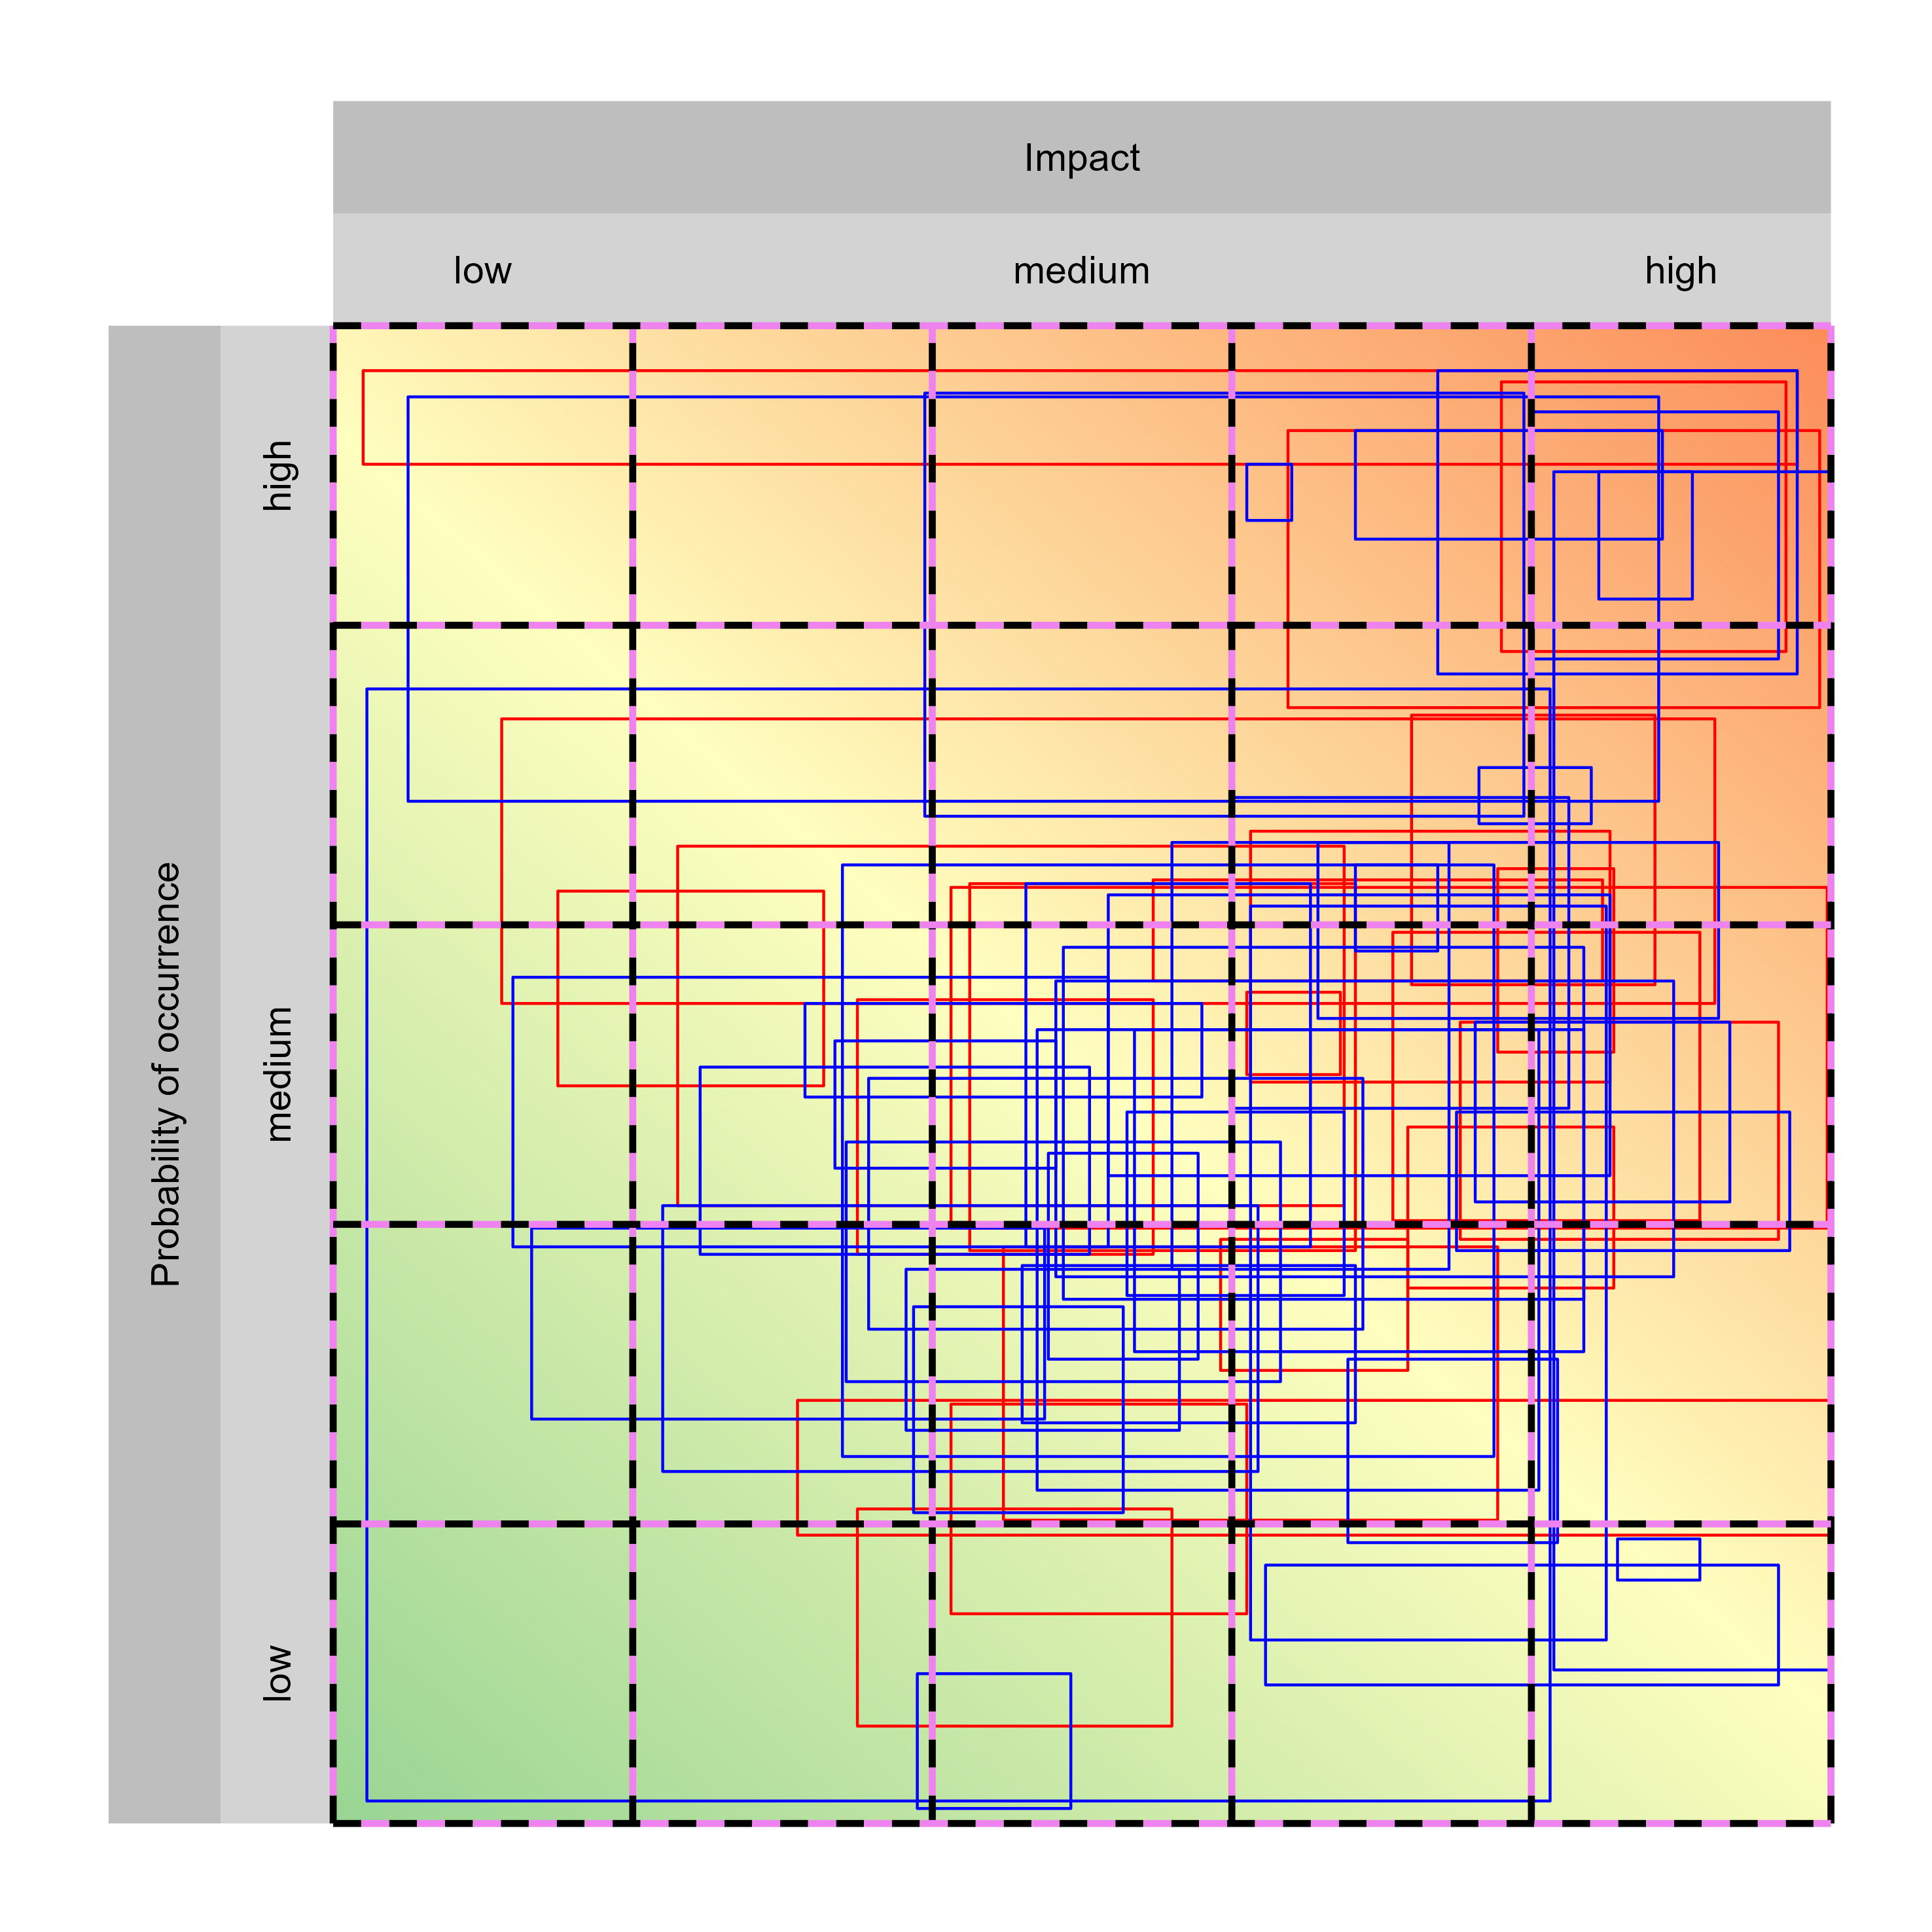 Impact
low
medium
high
Probability of occurrence
high
medium
low